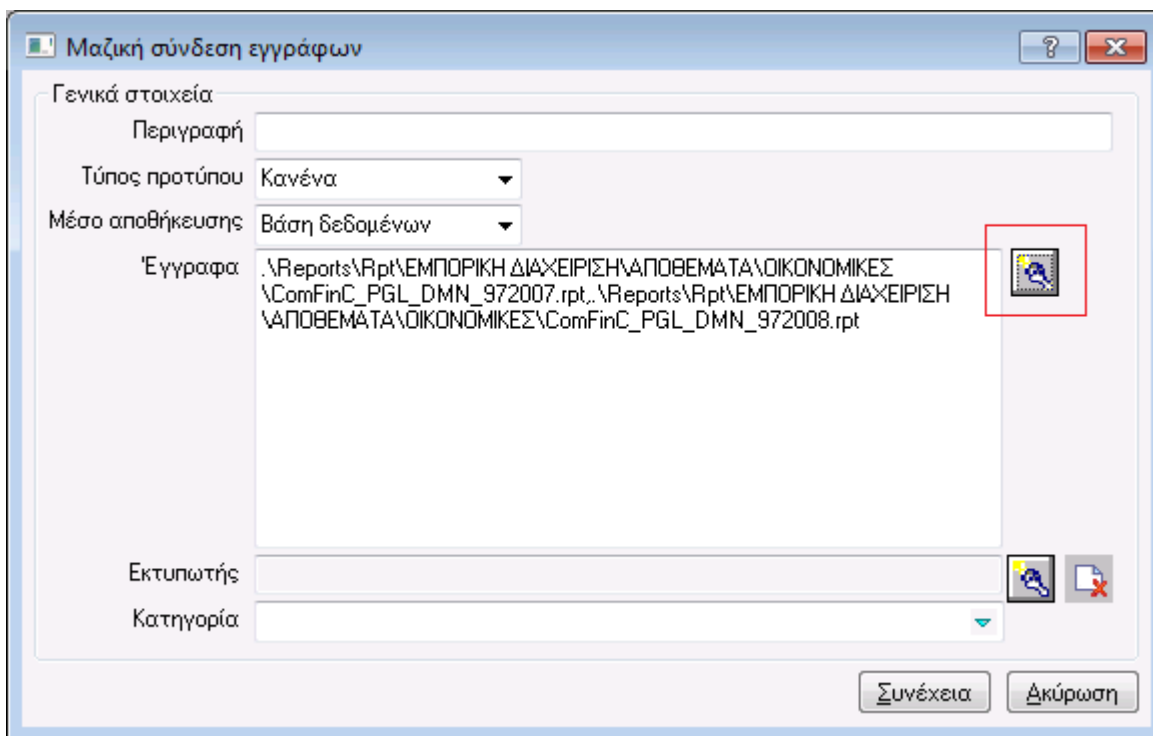 Μαζική σύνδεση εγγράφων
Γενικά στοιχεία
Περιγραφή
Τύπος προτύπου Κανένα
Μέσο αποθήκευσης Βάση δεδομένων
Έγγραφα .\Reports\Rpt\ΕΜΠΟΡΙΚΗ ΔΙΑΧΕΙΡΙΣΗ\ΑΠΟΘΕΜΑΤΑ\ΟΙΚΟΝΟΜΙΚΕΣ
\ComFinC_PGL_DMN_972007.rpt,.\Reports\Rpt\ΕΜΠΟΡΙΚΗ ΔΙΑΧΕΙΡΙΣΗ
\ΑΠΟΘΕΜΑΤΑ\ΟΙΚΟΝΟΜΙΚΕΣ\ComFinC_PGL_DMN_972008.rpt
Εκτυπωτής
Κατηγορία
Συνέχεια Ακύρωση